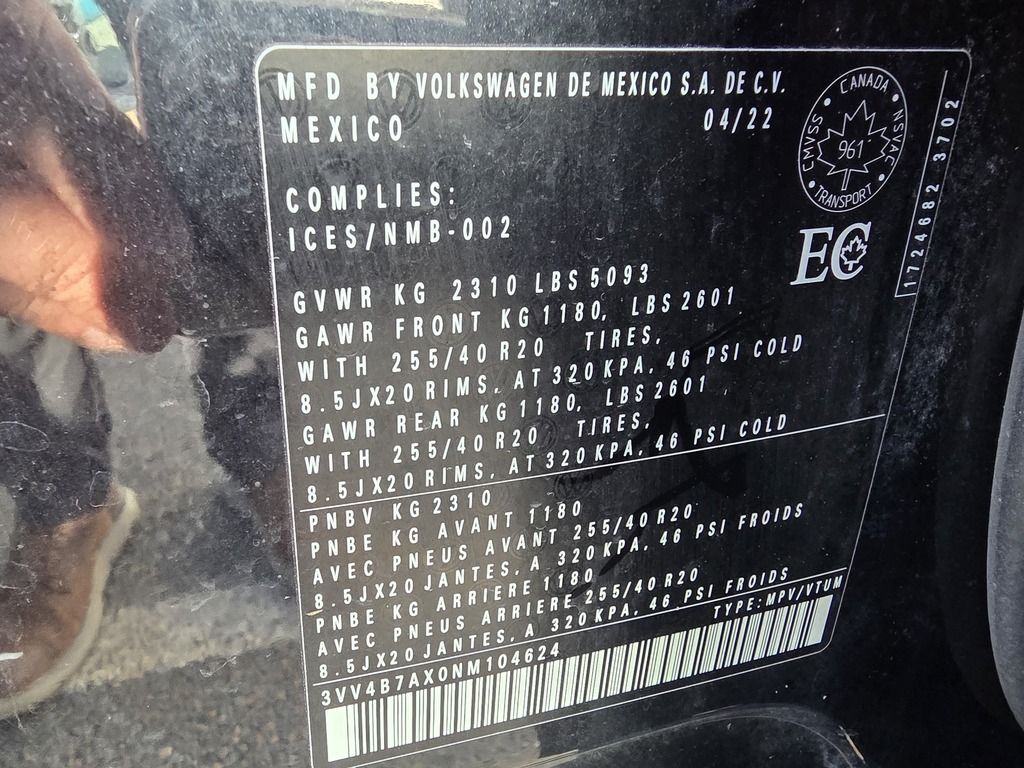 MFD BY VOLKSWAGEN DE MEXICO S.A. DE C.V.
MEXICO 04/22
CANADA • NSVAC • TRANSPORT • CMVSS •
961
EC
1724682 3702
COMPLIES:
ICES/NMB-002
GVWR KG 2310 LBS 5093
GAWR FRONT KG 1180, LBS 2601
WITH 255/40 R20 TIRES,
8.5JX20 RIMS, AT 320 KPA, 46 PSI COLD
GAWR REAR KG 1180, LBS 2601
WITH 255/40 R20 TIRES,
8.5JX20 RIMS, AT 320 KPA, 46 PSI COLD
PNBV KG 2310
PNBE KG AVANT 1180
AVEC PNEUS AVANT 255/40 R20
8.5JX20 JANTES, A 320 KPA, 46 PSI FROIDS
PNBE KG ARRIERE 1180
AVEC PNEUS ARRIERE 255/40 R20
8.5JX20 JANTES, A 320 KPA, 46 PSI FROIDS
3VV4B7AX0NM104624 TYPE: MPV/VTUM